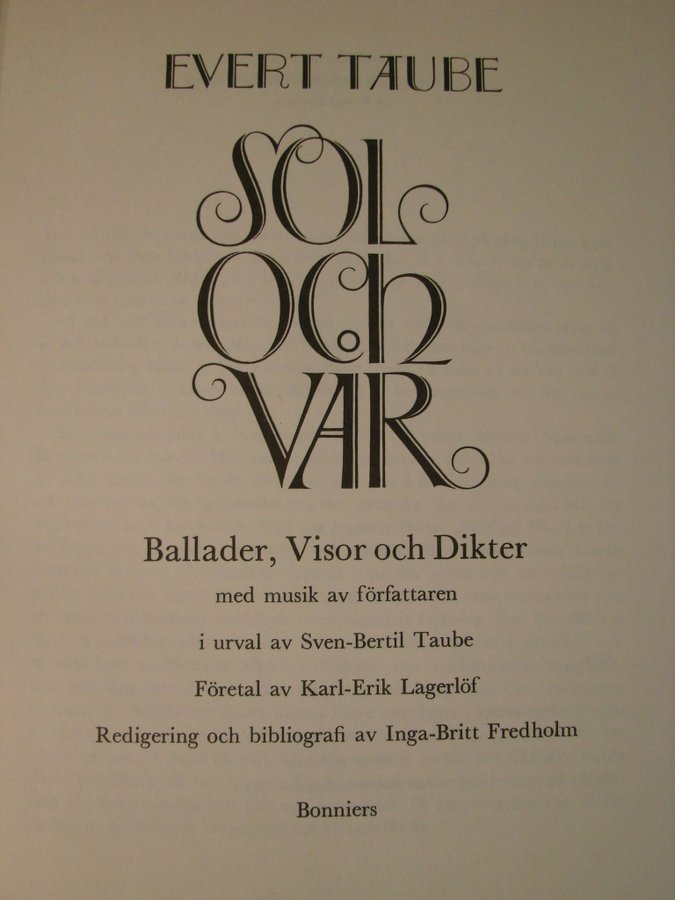 EVERT TAUBE
SOL
OCH
VÅR
Ballader, Visor och Dikter
med musik av författaren
i urval av Sven-Bertil Taube
Företal av Karl-Erik Lagerlöf
Redigering och bibliografi av Inga-Britt Fredholm
Bonniers